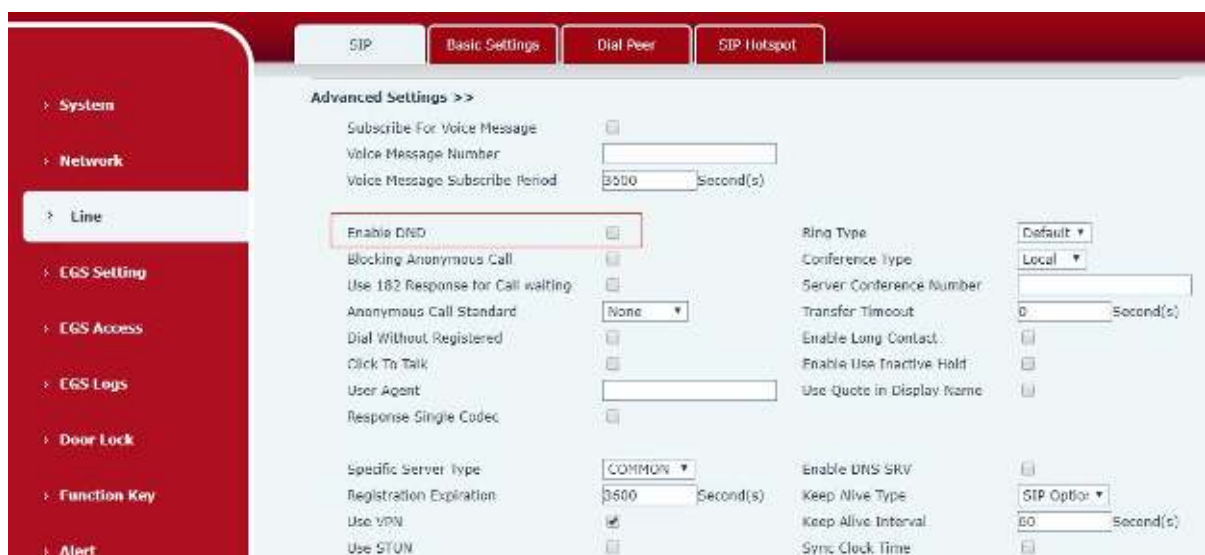 SIP
Basic Settings
Dial Peer
SIP Hotspot
System
Network
Line
EGS Setting
EGS Access
EGS Logs
Door Lock
Function Key
Alert
Advanced Settings >>
Subscribe For Voice Message
Voice Message Number
Voice Message Subscribe Period 3600 Second(s)
Enable DND
Blocking Anonymous Call
Use 182 Response for Call waiting
Anonymous Call Standard None
Dial Without Registered
Click To Talk
User Agent
Response Single Codec
Ring Type Default
Conference Type Local
Server Conference Number
Transfer Timeout 0 Second(s)
Enable Long Contact
Enable Use Inactive Hold
Use Quote in Display Name
Specific Server Type COMMON
Registration Expiration 3600 Second(s)
Use VPN
Use STUN
Enable DNS SRV
Keep Alive Type SIP Option
Keep Alive Interval 60 Second(s)
Sync Clock Time